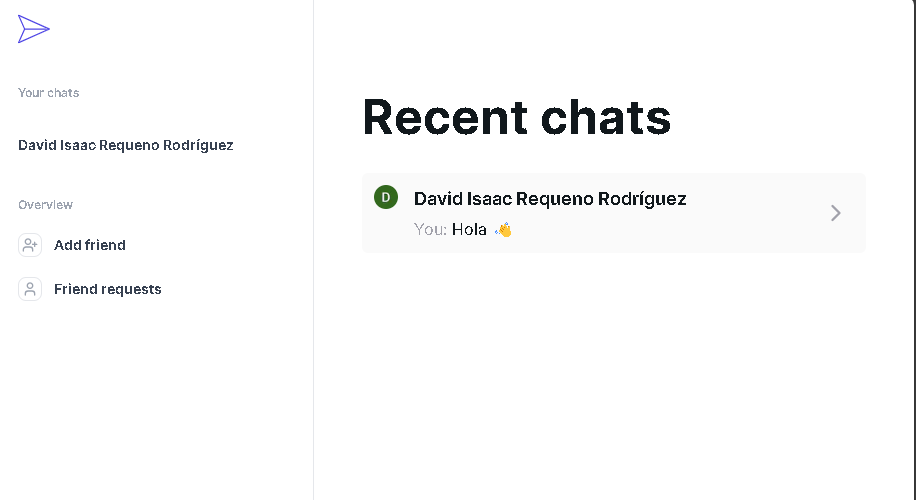 Your chats
David Isaac Requeno Rodríguez
Overview
Add friend
Friend requests
Recent chats
D
David Isaac Requeno Rodríguez
You: Hola 👋